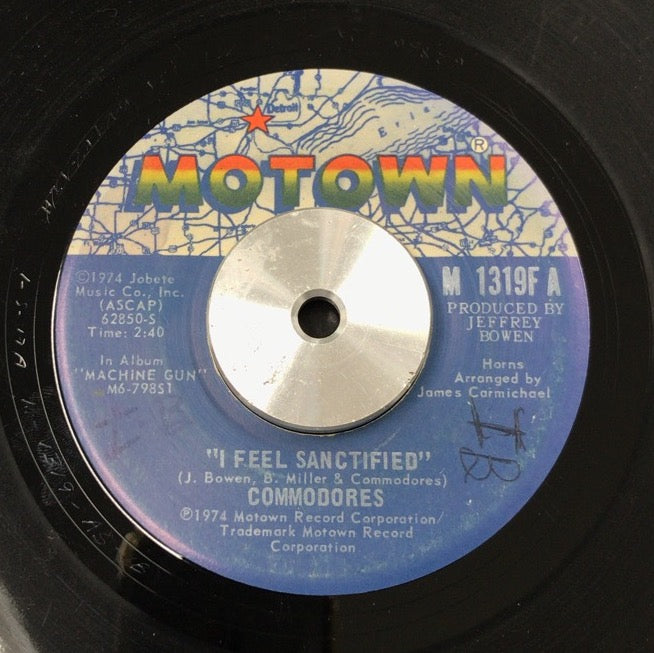 Detroit
Erie
MOTOWN®
©1974 Jobete
Music Co., Inc.
(ASCAP)
62850-S
Time: 2:40
In Album
"MACHINE GUN"
M6-798S1
M 1319F A
PRODUCED BY
JEFFREY
BOWEN
Horns
Arranged by
James Carmichael
IB
"I FEEL SANCTIFIED"
(J. Bowen, B. Miller & Commodores)
COMMODORES
℗1974 Motown Record Corporation/
Trademark Motown Record
Corporation